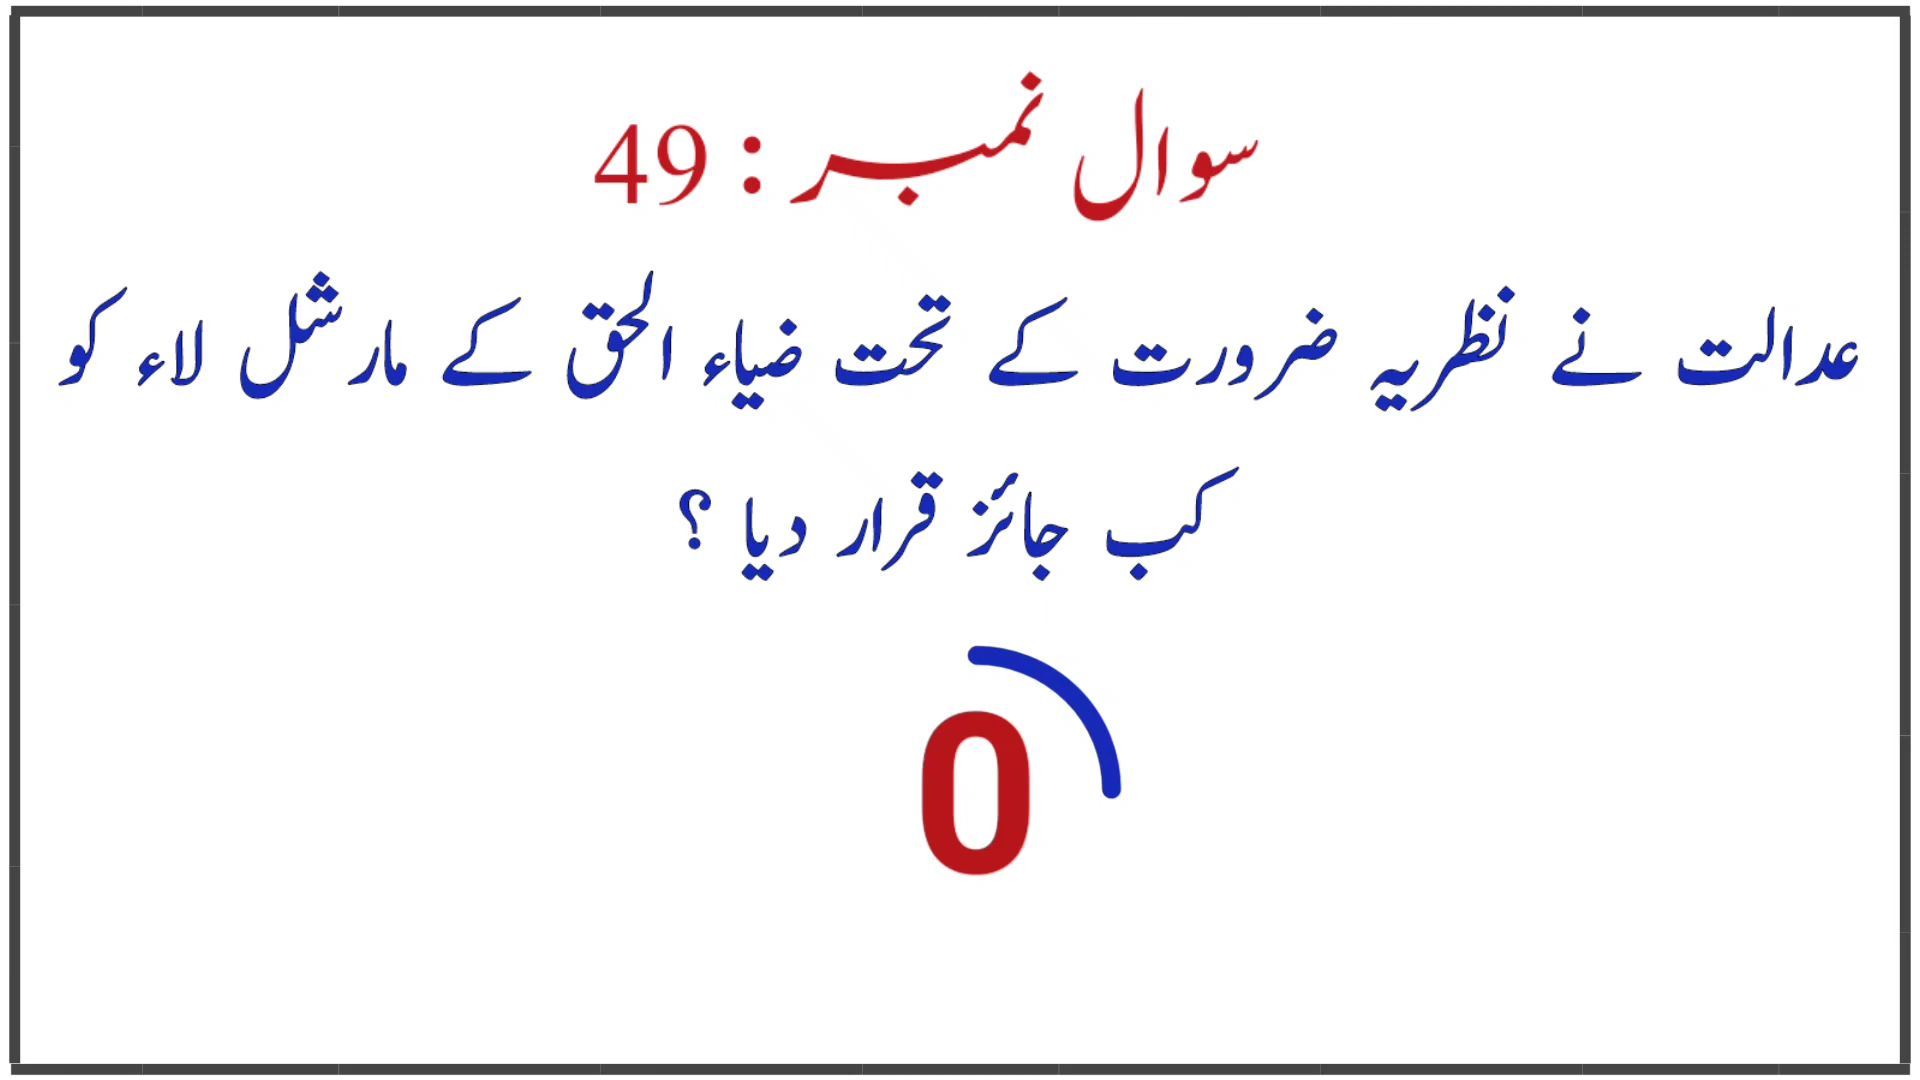 سوال نمبر : 49
عدالت نے نظریہ ضرورت کے تحت ضیاء الحق کے مارشل لاء کو
کب جائز قرار دیا ؟
0